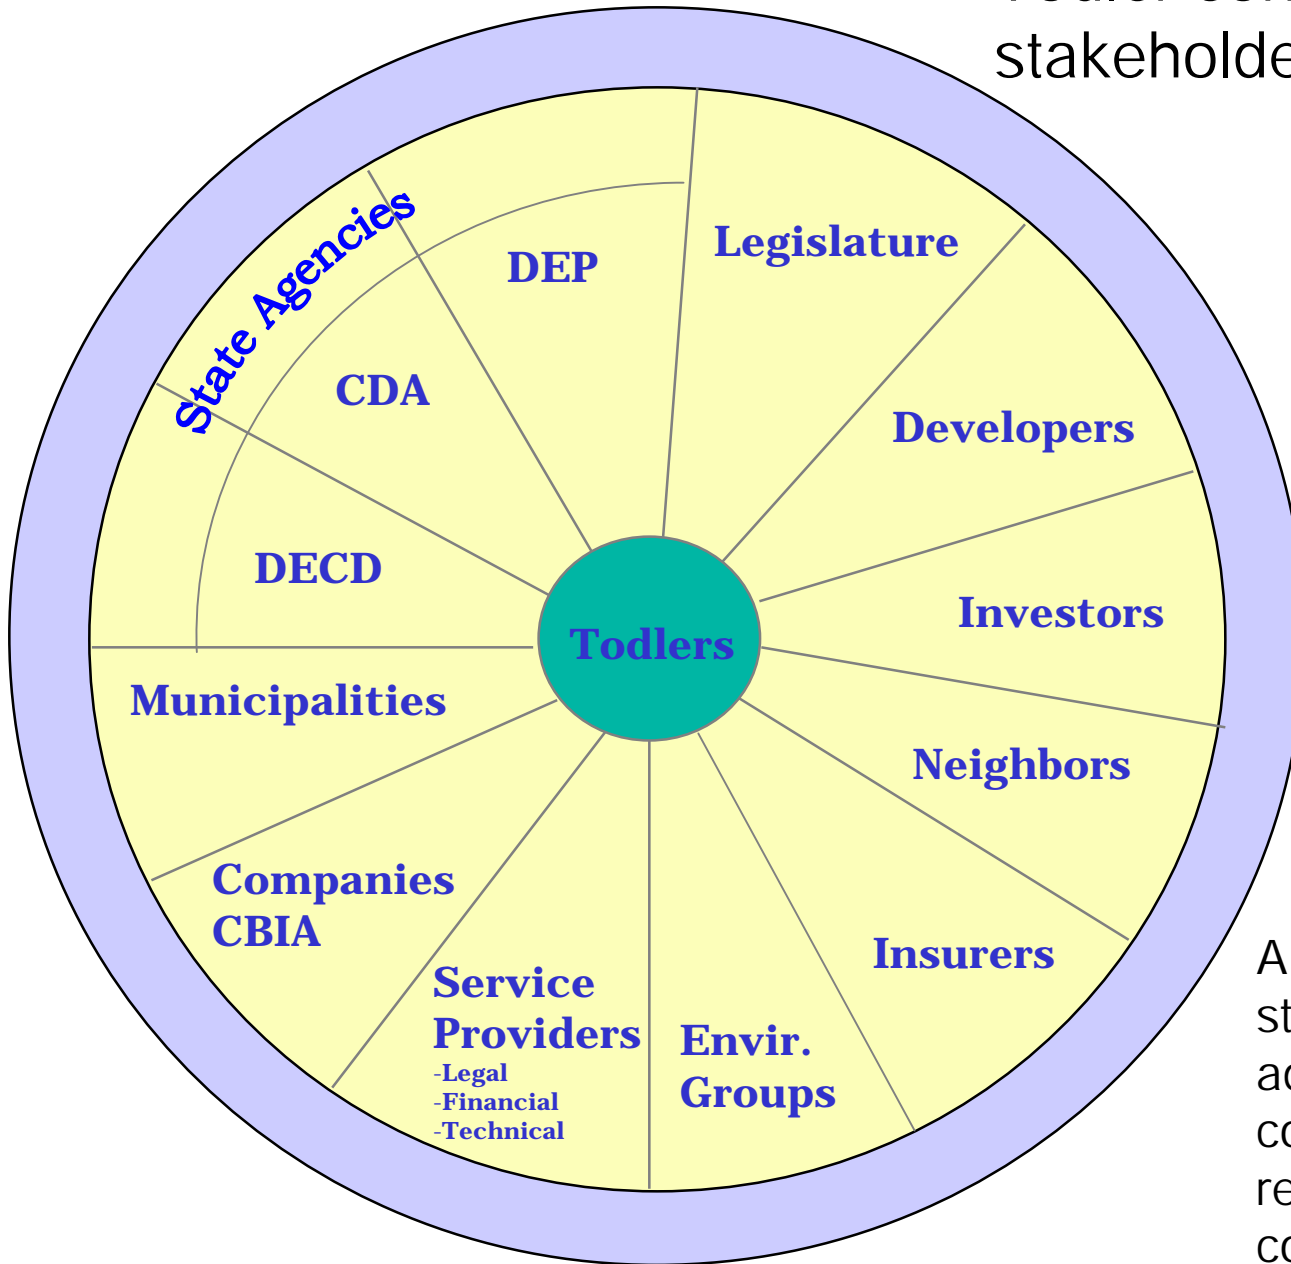 stakeholde
State Agencies
DEP
Legislature
CDA
Developers
DECD
Investors
Todlers
Municipalities
Neighbors
Companies
CBIA
Insurers
Service
Providers
-Legal
-Financial
-Technical
Envir.
Groups
A
st
co
re
co